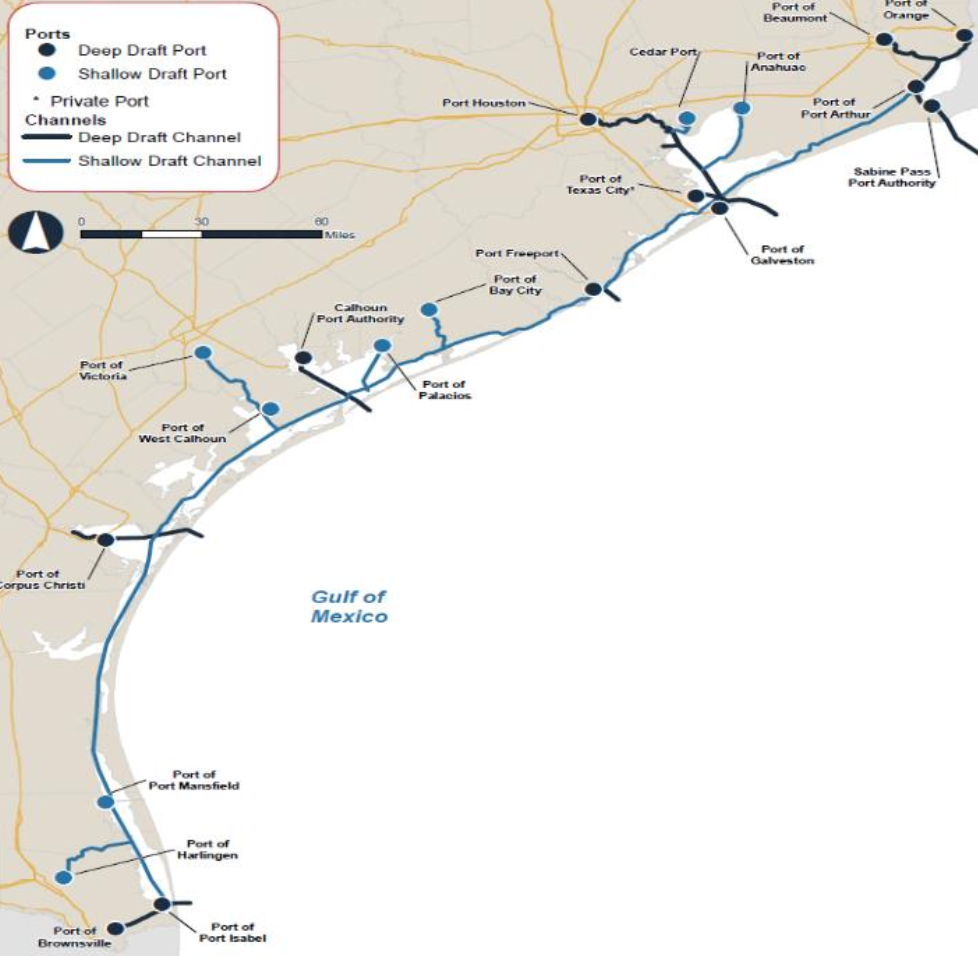 Ports
Deep Draft Port
Shallow Draft Port
* Private Port
Channels
Deep Draft Channel
Shallow Draft Channel
0 30 60
Miles
Port of
Beaumont
Port of
Orange
Cedar Port
Port of
Anahuac
Port Houston
Port of
Port Arthur
Sabine Pass
Port Authority
Port of
Texas City*
Port of
Galveston
Port Freeport
Port of
Bay City
Calhoun
Port Authority
Port of
Victoria
Port of
Palacios
Port of
West Calhoun
Port of
Corpus Christi
Gulf of
Mexico
Port of
Port Mansfield
Port of
Harlingen
Port of
Brownsville
Port of
Port Isabel